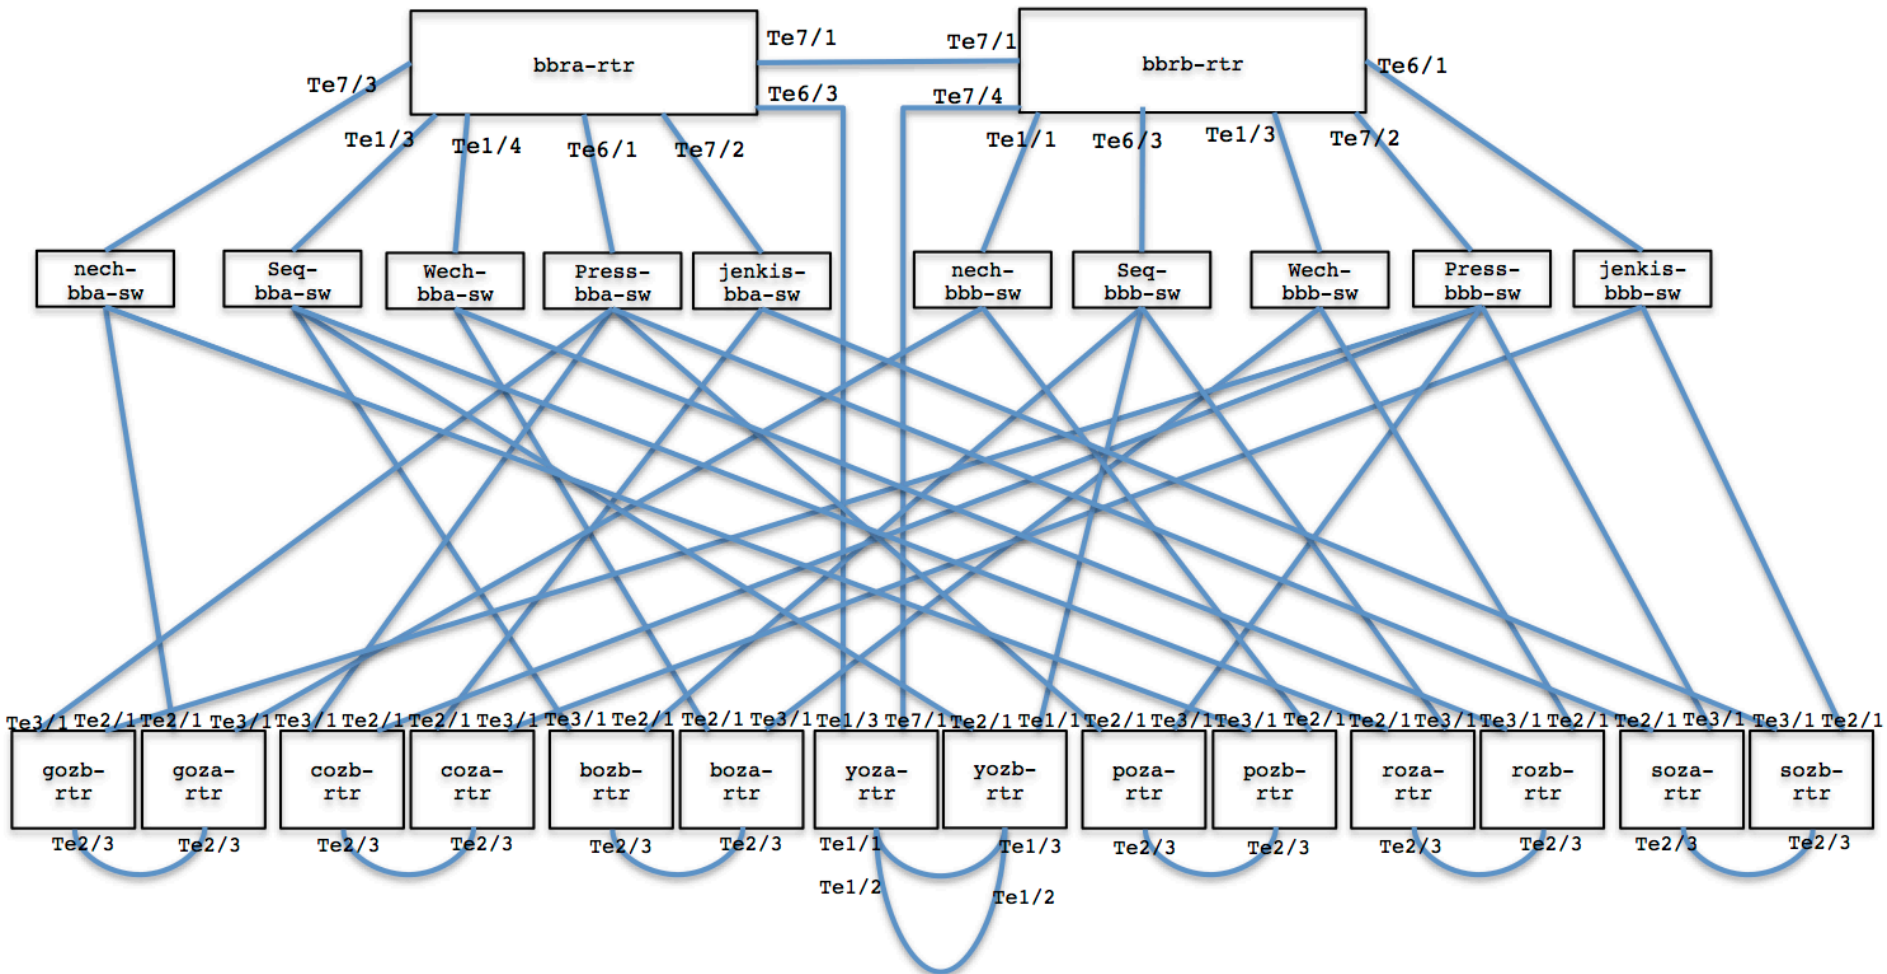 Te7/1
Te7/1
bbra-rtr
bbrb-rtr
Te6/1
Te7/3
Te6/3
Te7/4
Te1/3
Te1/4
Te6/1
Te7/2
Te1/1
Te6/3
Te1/3
Te7/2
nech-
bba-sw
Seq-
bba-sw
Wech-
bba-sw
Press-
bba-sw
jenkis-
bba-sw
nech-
bbb-sw
Seq-
bbb-sw
Wech-
bbb-sw
Press-
bbb-sw
jenkis-
bbb-sw
Te3/1
Te2/1
Te2/1
Te3/1
Te3/1
Te2/1
Te2/1
Te3/1
Te3/1
Te2/1
Te2/1
Te3/1
Te1/3
Te7/1
Te2/1
Te1/1
Te2/1
Te3/1
Te3/1
Te2/1
Te2/1
Te3/1
Te3/1
Te2/1
Te2/1
Te3/1
Te3/1
Te2/1
gozb-
rtr
goza-
rtr
cozb-
rtr
coza-
rtr
bozb-
rtr
boza-
rtr
yoza-
rtr
yozb-
rtr
poza-
rtr
pozb-
rtr
roza-
rtr
rozb-
rtr
soza-
rtr
sozb-
rtr
Te2/3
Te2/3
Te2/3
Te2/3
Te2/3
Te2/3
Te1/1
Te1/3
Te2/3
Te2/3
Te2/3
Te2/3
Te2/3
Te2/3
Te1/2
Te1/2